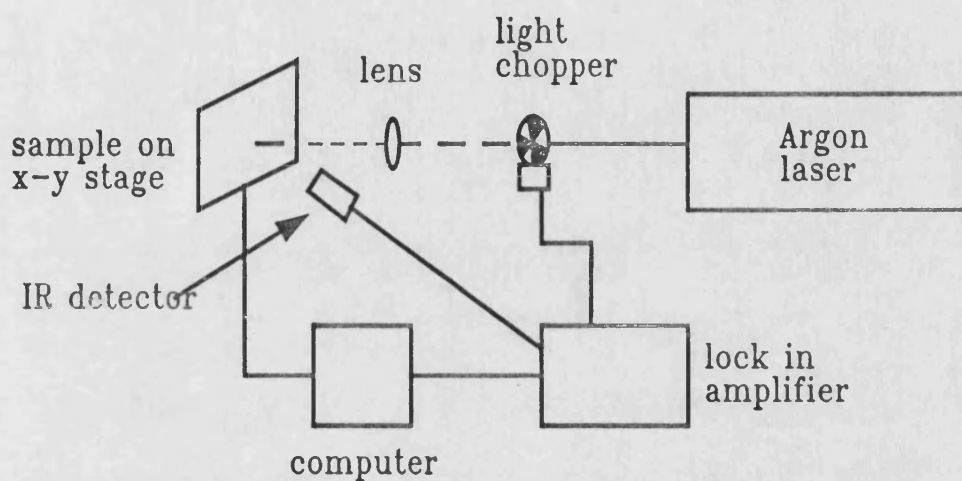 light
chopper
lens
Argon
laser
sample on
x-y stage
IR detector
lock in
amplifier
computer